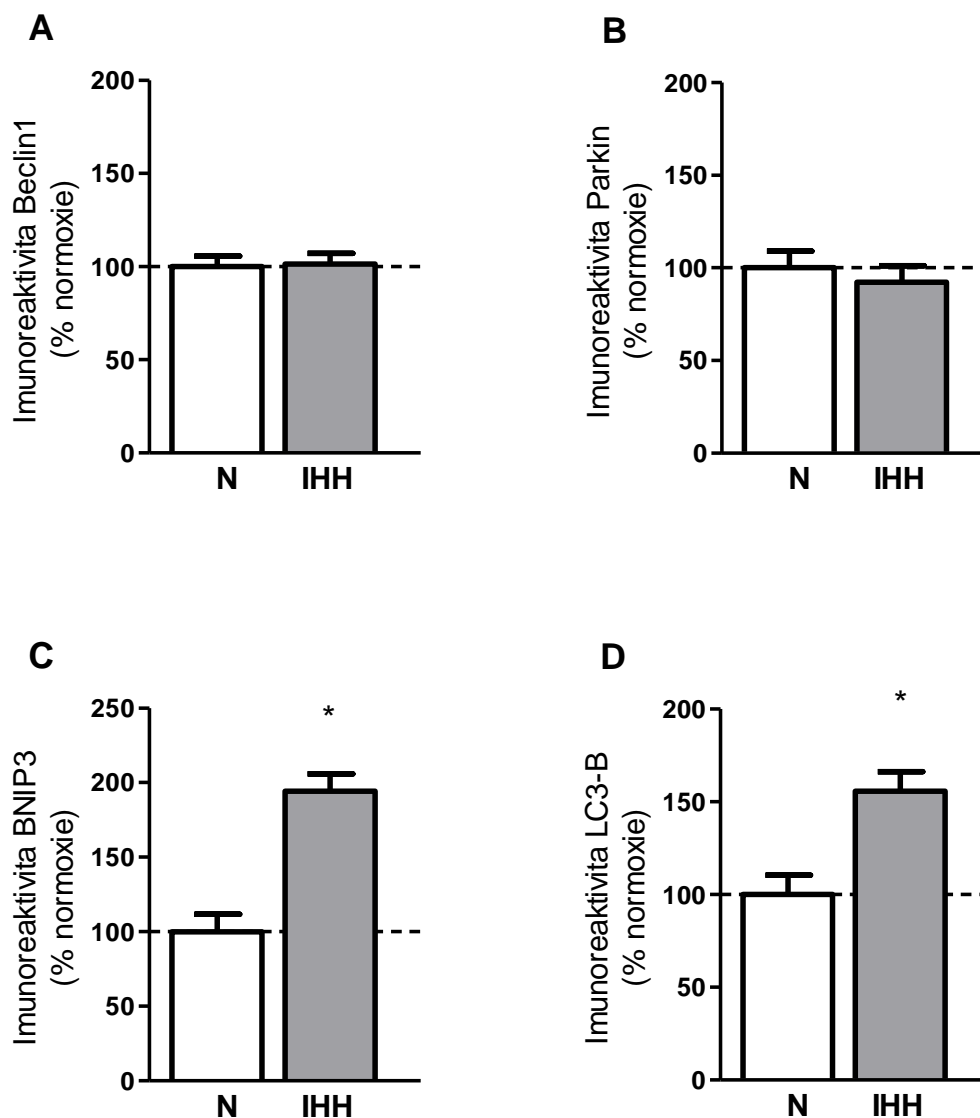 A
Imunoreaktivita Beclin1
(% normoxie)
200
150
100
50
0
N IHH
B
Imunoreaktivita Parkin
(% normoxie)
200
150
100
50
0
N IHH
C
Imunoreaktivita BNIP3
(% normoxie)
250
200
150
100
50
0
*
N IHH
D
Imunoreaktivita LC3-B
(% normoxie)
200
150
100
50
0
*
N IHH